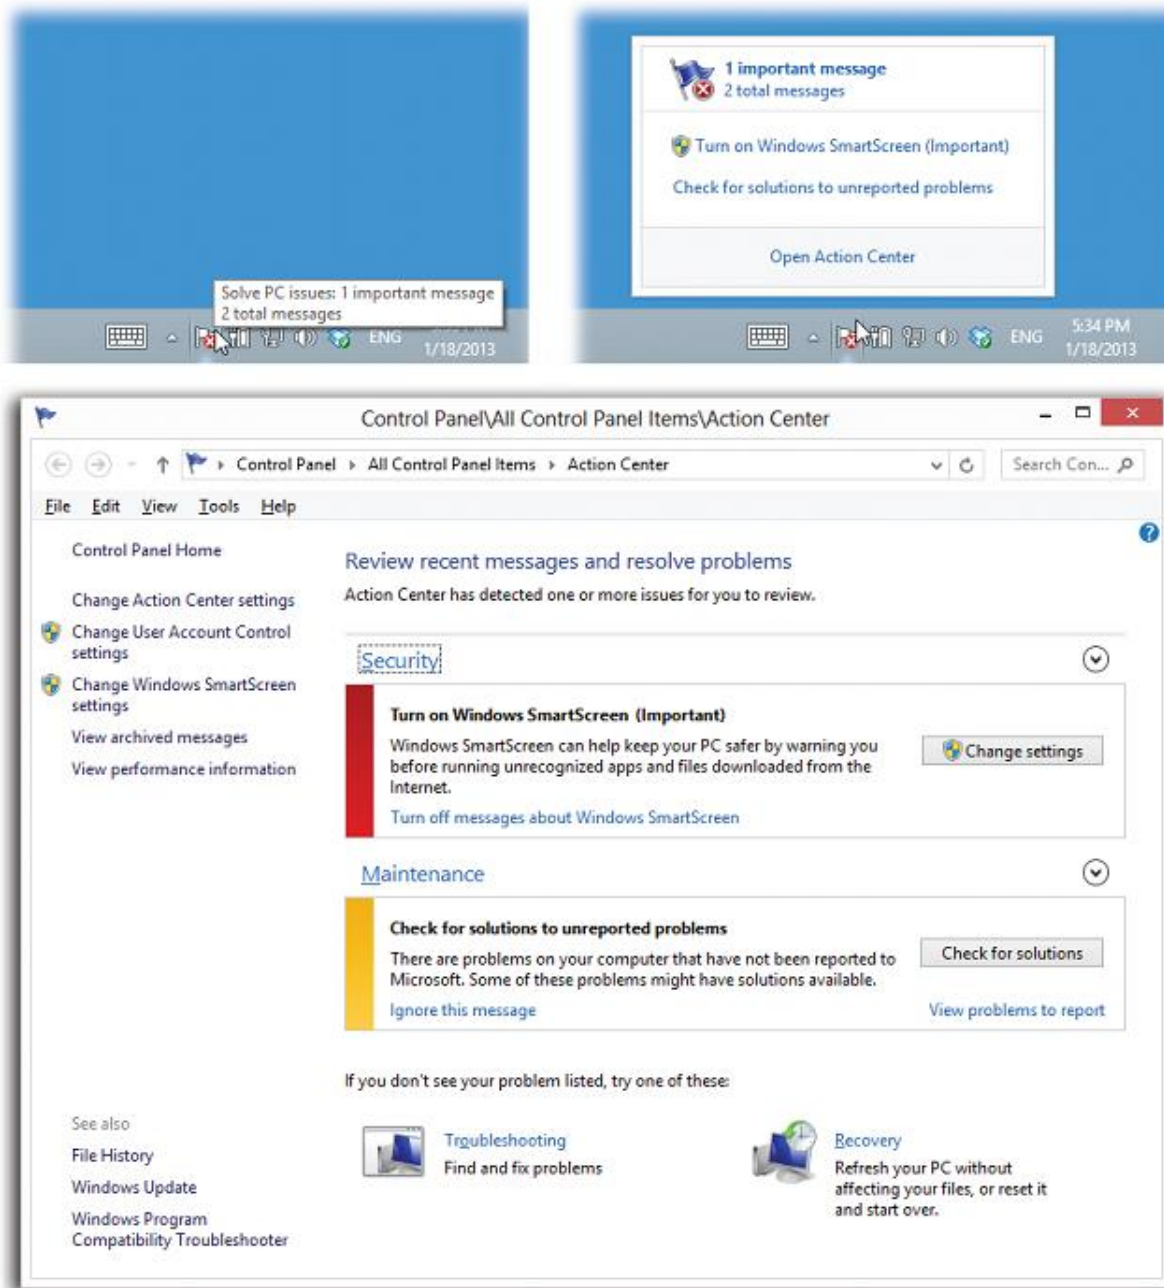 Solve PC issues: 1 important message
2 total messages
ENG
1/18/2013
1 important message
2 total messages
Turn on Windows SmartScreen (Important)
Check for solutions to unreported problems
Open Action Center
ENG
5:34 PM
1/18/2013
Control Panel\All Control Panel Items\Action Center
Control Panel
All Control Panel Items
Action Center
Search Con...
File Edit View Tools Help
Control Panel Home
Change Action Center settings
Change User Account Control
settings
Change Windows SmartScreen
settings
View archived messages
View performance information
Review recent messages and resolve problems
Action Center has detected one or more issues for you to review.
Security
Turn on Windows SmartScreen (Important)
Windows SmartScreen can help keep your PC safer by warning you
before running unrecognized apps and files downloaded from the
Internet.
Change settings
Turn off messages about Windows SmartScreen
Maintenance
Check for solutions to unreported problems
There are problems on your computer that have not been reported to
Microsoft. Some of these problems might have solutions available.
Check for solutions
Ignore this message
View problems to report
If you don't see your problem listed, try one of these:
Troubleshooting
Find and fix problems
Recovery
Refresh your PC without
affecting your files, or reset it
and start over.
See also
File History
Windows Update
Windows Program
Compatibility Troubleshooter